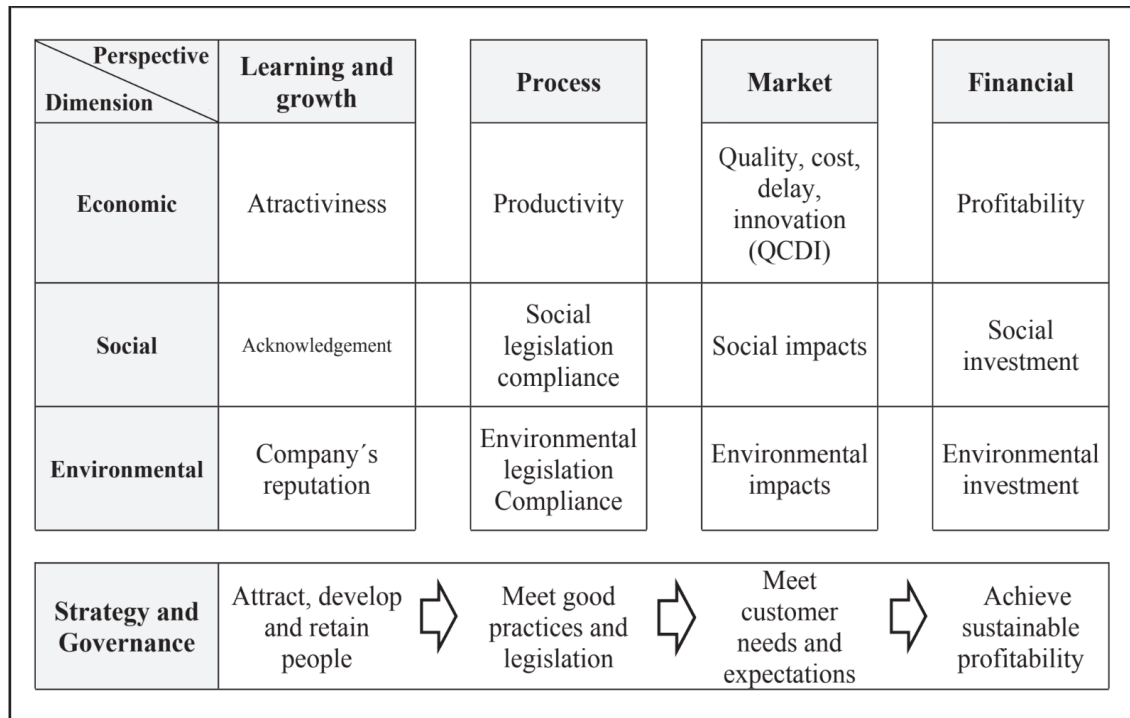 Perspective
Dimension
Learning and
growth
Process
Market
Financial
Economic
Atractiviness
Productivity
Quality, cost,
delay,
innovation
(QCDI)
Profitability
Social
Acknowledgement
Social
legislation
compliance
Social impacts
Social
investment
Environmental
Company´s
reputation
Environmental
legislation
Compliance
Environmental
impacts
Environmental
investment
Strategy and
Governance
Attract, develop
and retain
people
Meet good
practices and
legislation
Meet
customer
needs and
expectations
Achieve
sustainable
profitability